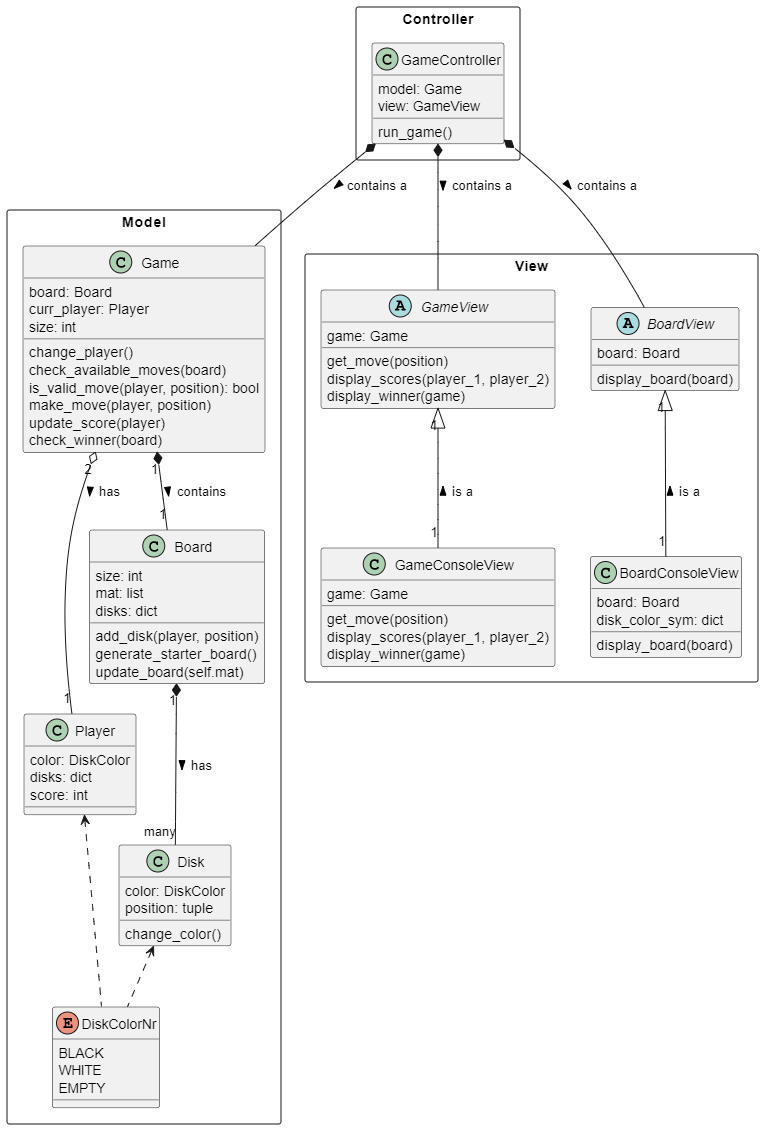 Controller
C GameController
model: Game
view: GameView
run_game()
contains a
contains a
contains a
Model
C Game
board: Board
curr_player: Player
size: int
change_player()
check_available_moves(board)
is_valid_move(player, position): bool
make_move(player, position)
update_score(player)
check_winner(board)
View
A GameView
game: Game
get_move(position)
display_scores(player_1, player_2)
display_winner(game)
A BoardView
board: Board
display_board(board)
2
1
1
1
has
contains
is a
is a
1
1
1
C Board
size: int
mat: list
disks: dict
add_disk(player, position)
generate_starter_board()
update_board(self.mat)
C GameConsoleView
game: Game
get_move(position)
display_scores(player_1, player_2)
display_winner(game)
C BoardConsoleView
board: Board
disk_color_sym: dict
display_board(board)
1
1
C Player
color: DiskColor
disks: dict
score: int
has
many
C Disk
color: DiskColor
position: tuple
change_color()
E DiskColorNr
BLACK
WHITE
EMPTY